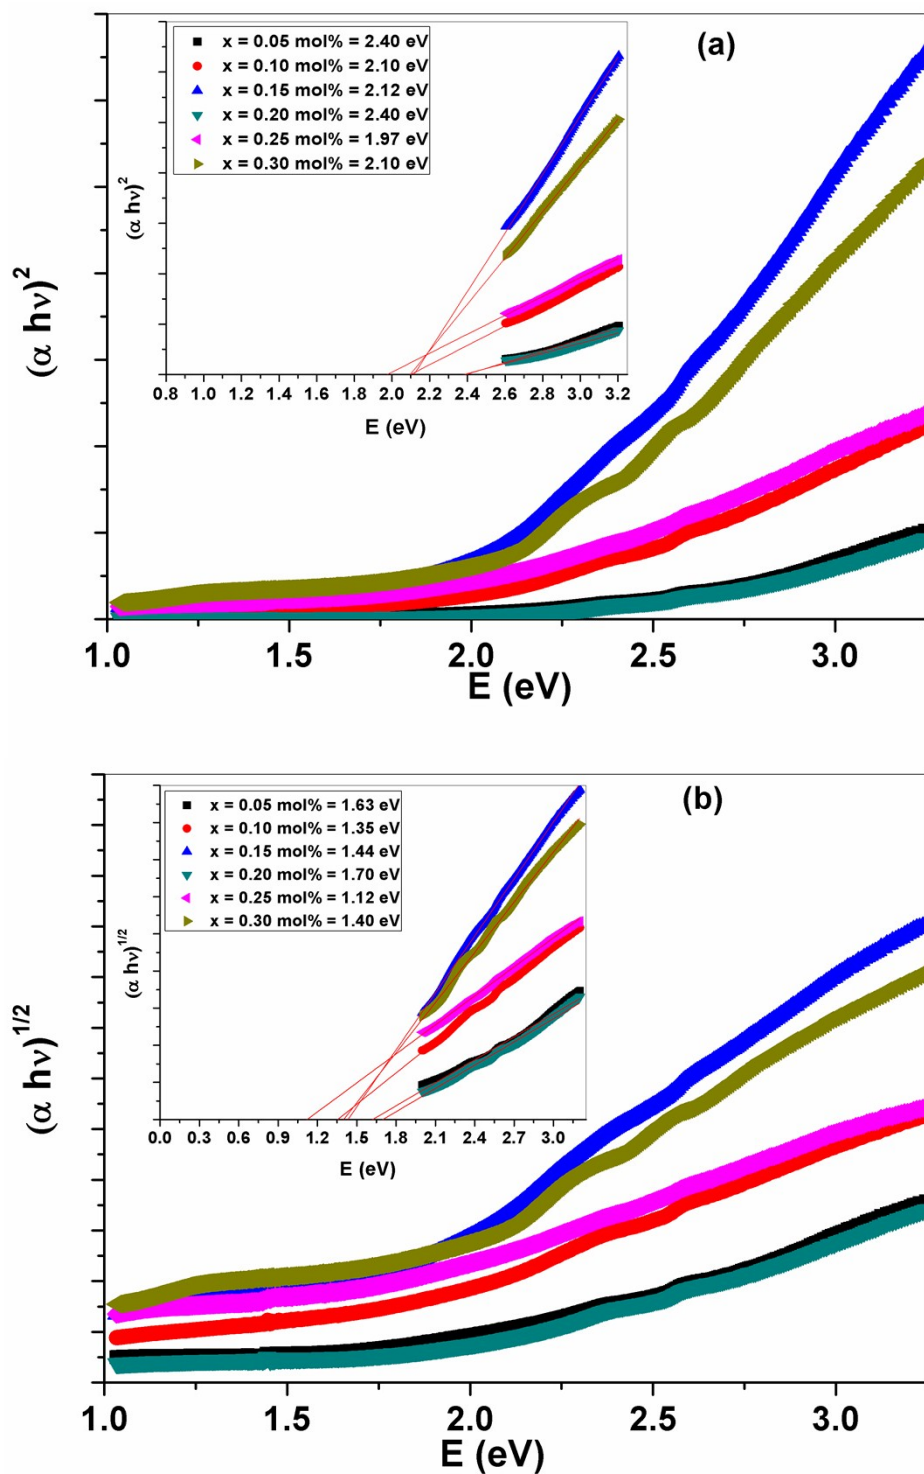 (a)
x = 0.05 mol% = 2.40 eV
x = 0.10 mol% = 2.10 eV
x = 0.15 mol% = 2.12 eV
x = 0.20 mol% = 2.40 eV
x = 0.25 mol% = 1.97 eV
x = 0.30 mol% = 2.10 eV
(α hν)²
0.8 1.0 1.2 1.4 1.6 1.8 2.0 2.2 2.4 2.6 2.8 3.0 3.2
E (eV)
(α hν)²
1.0 1.5 2.0 2.5 3.0
E (eV)
(b)
x = 0.05 mol% = 1.63 eV
x = 0.10 mol% = 1.35 eV
x = 0.15 mol% = 1.44 eV
x = 0.20 mol% = 1.70 eV
x = 0.25 mol% = 1.12 eV
x = 0.30 mol% = 1.40 eV
(α hν)^1/2
0.0 0.3 0.6 0.9 1.2 1.5 1.8 2.1 2.4 2.7 3.0
E (eV)
(α hν)^1/2
1.0 1.5 2.0 2.5 3.0
E (eV)